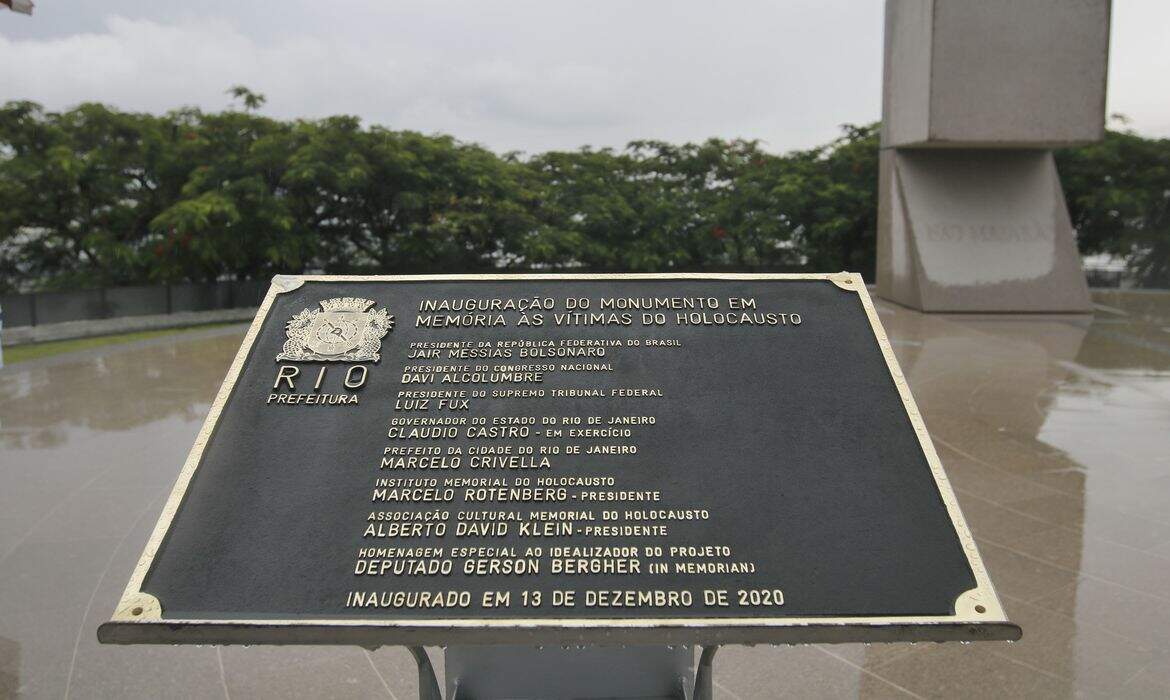 INAUGURAÇÃO DO MONUMENTO EM
MEMÓRIA ÀS VÍTIMAS DO HOLOCAUSTO
RIO
PREFEITURA
PRESIDENTE DA REPÚBLICA FEDERATIVA DO BRASIL
JAIR MESSIAS BOLSONARO
PRESIDENTE DO CONGRESSO NACIONAL
DAVI ALCOLUMBRE
PRESIDENTE DO SUPREMO TRIBUNAL FEDERAL
LUIZ FUX
GOVERNADOR DO ESTADO DO RIO DE JANEIRO
CLAUDIO CASTRO - EM EXERCÍCIO
PREFEITO DA CIDADE DO RIO DE JANEIRO
MARCELO CRIVELLA
INSTITUTO MEMORIAL DO HOLOCAUSTO
MARCELO ROTENBERG - PRESIDENTE
ASSOCIAÇÃO CULTURAL MEMORIAL DO HOLOCAUSTO
ALBERTO DAVID KLEIN - PRESIDENTE
HOMENAGEM ESPECIAL AO IDEALIZADOR DO PROJETO
DEPUTADO GERSON BERGHER (IN MEMORIAN)
INAUGURADO EM 13 DE DEZEMBRO DE 2020